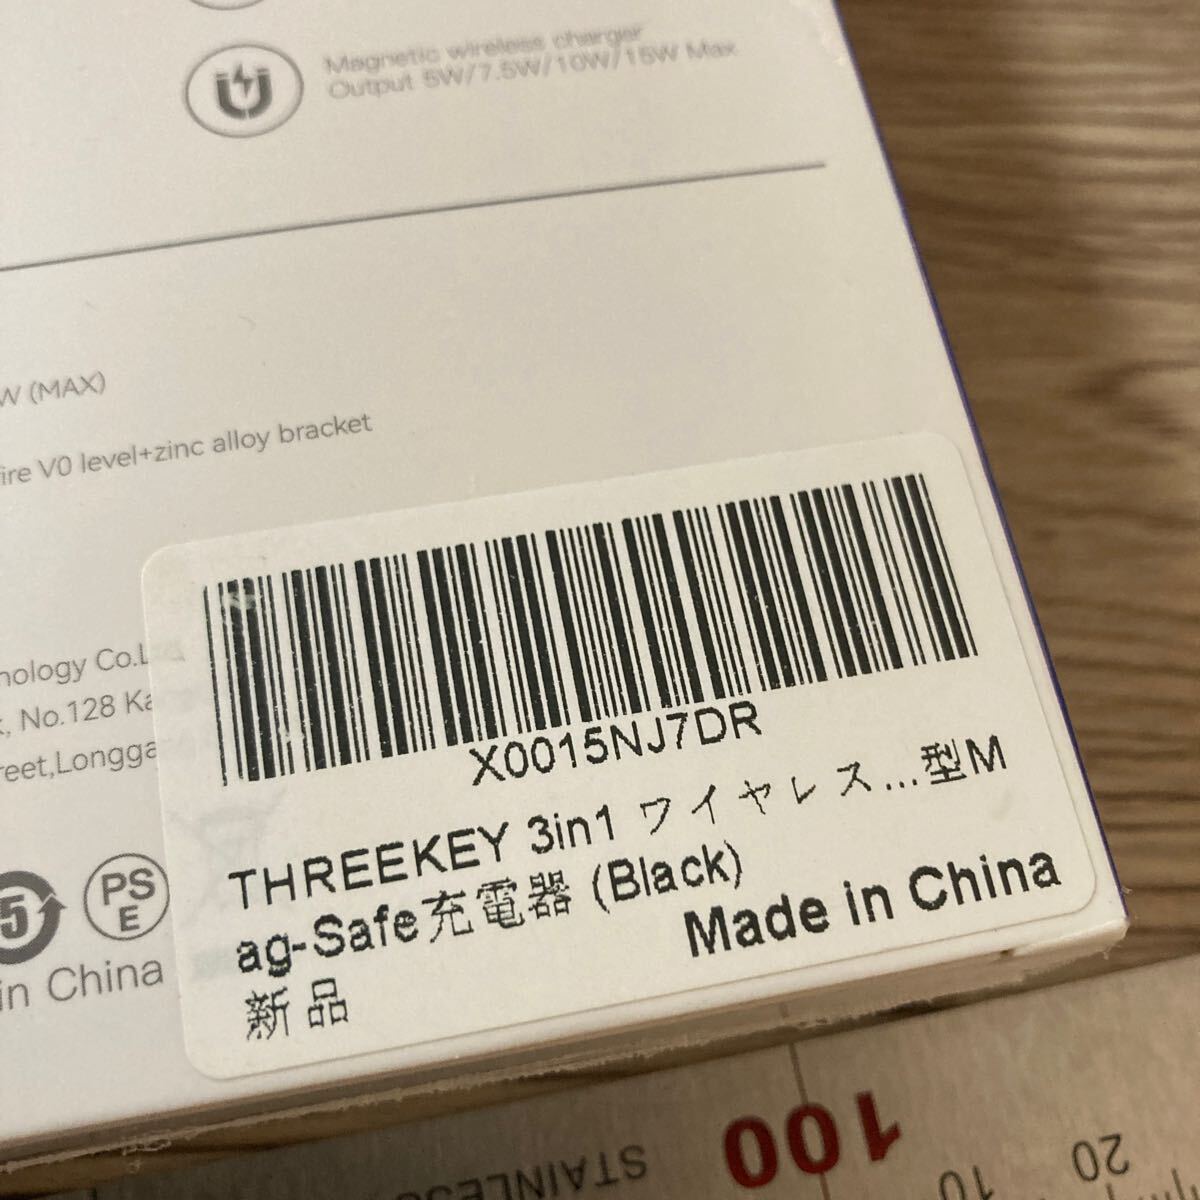 Magnetic wireless charger
Output 5W/7.5W/10W/15W Max
W (MAX)
ire V0 level+zinc alloy bracket
nology Co.L
, No.128 Ka
reet,Longga
5
PS
E
in China
X0015NJ7DR
THREEKEY 3in1 ワイヤレス...型M
ag-Safe充電器 (Black)
Made in China
新品
100
10
20
STAINLESS